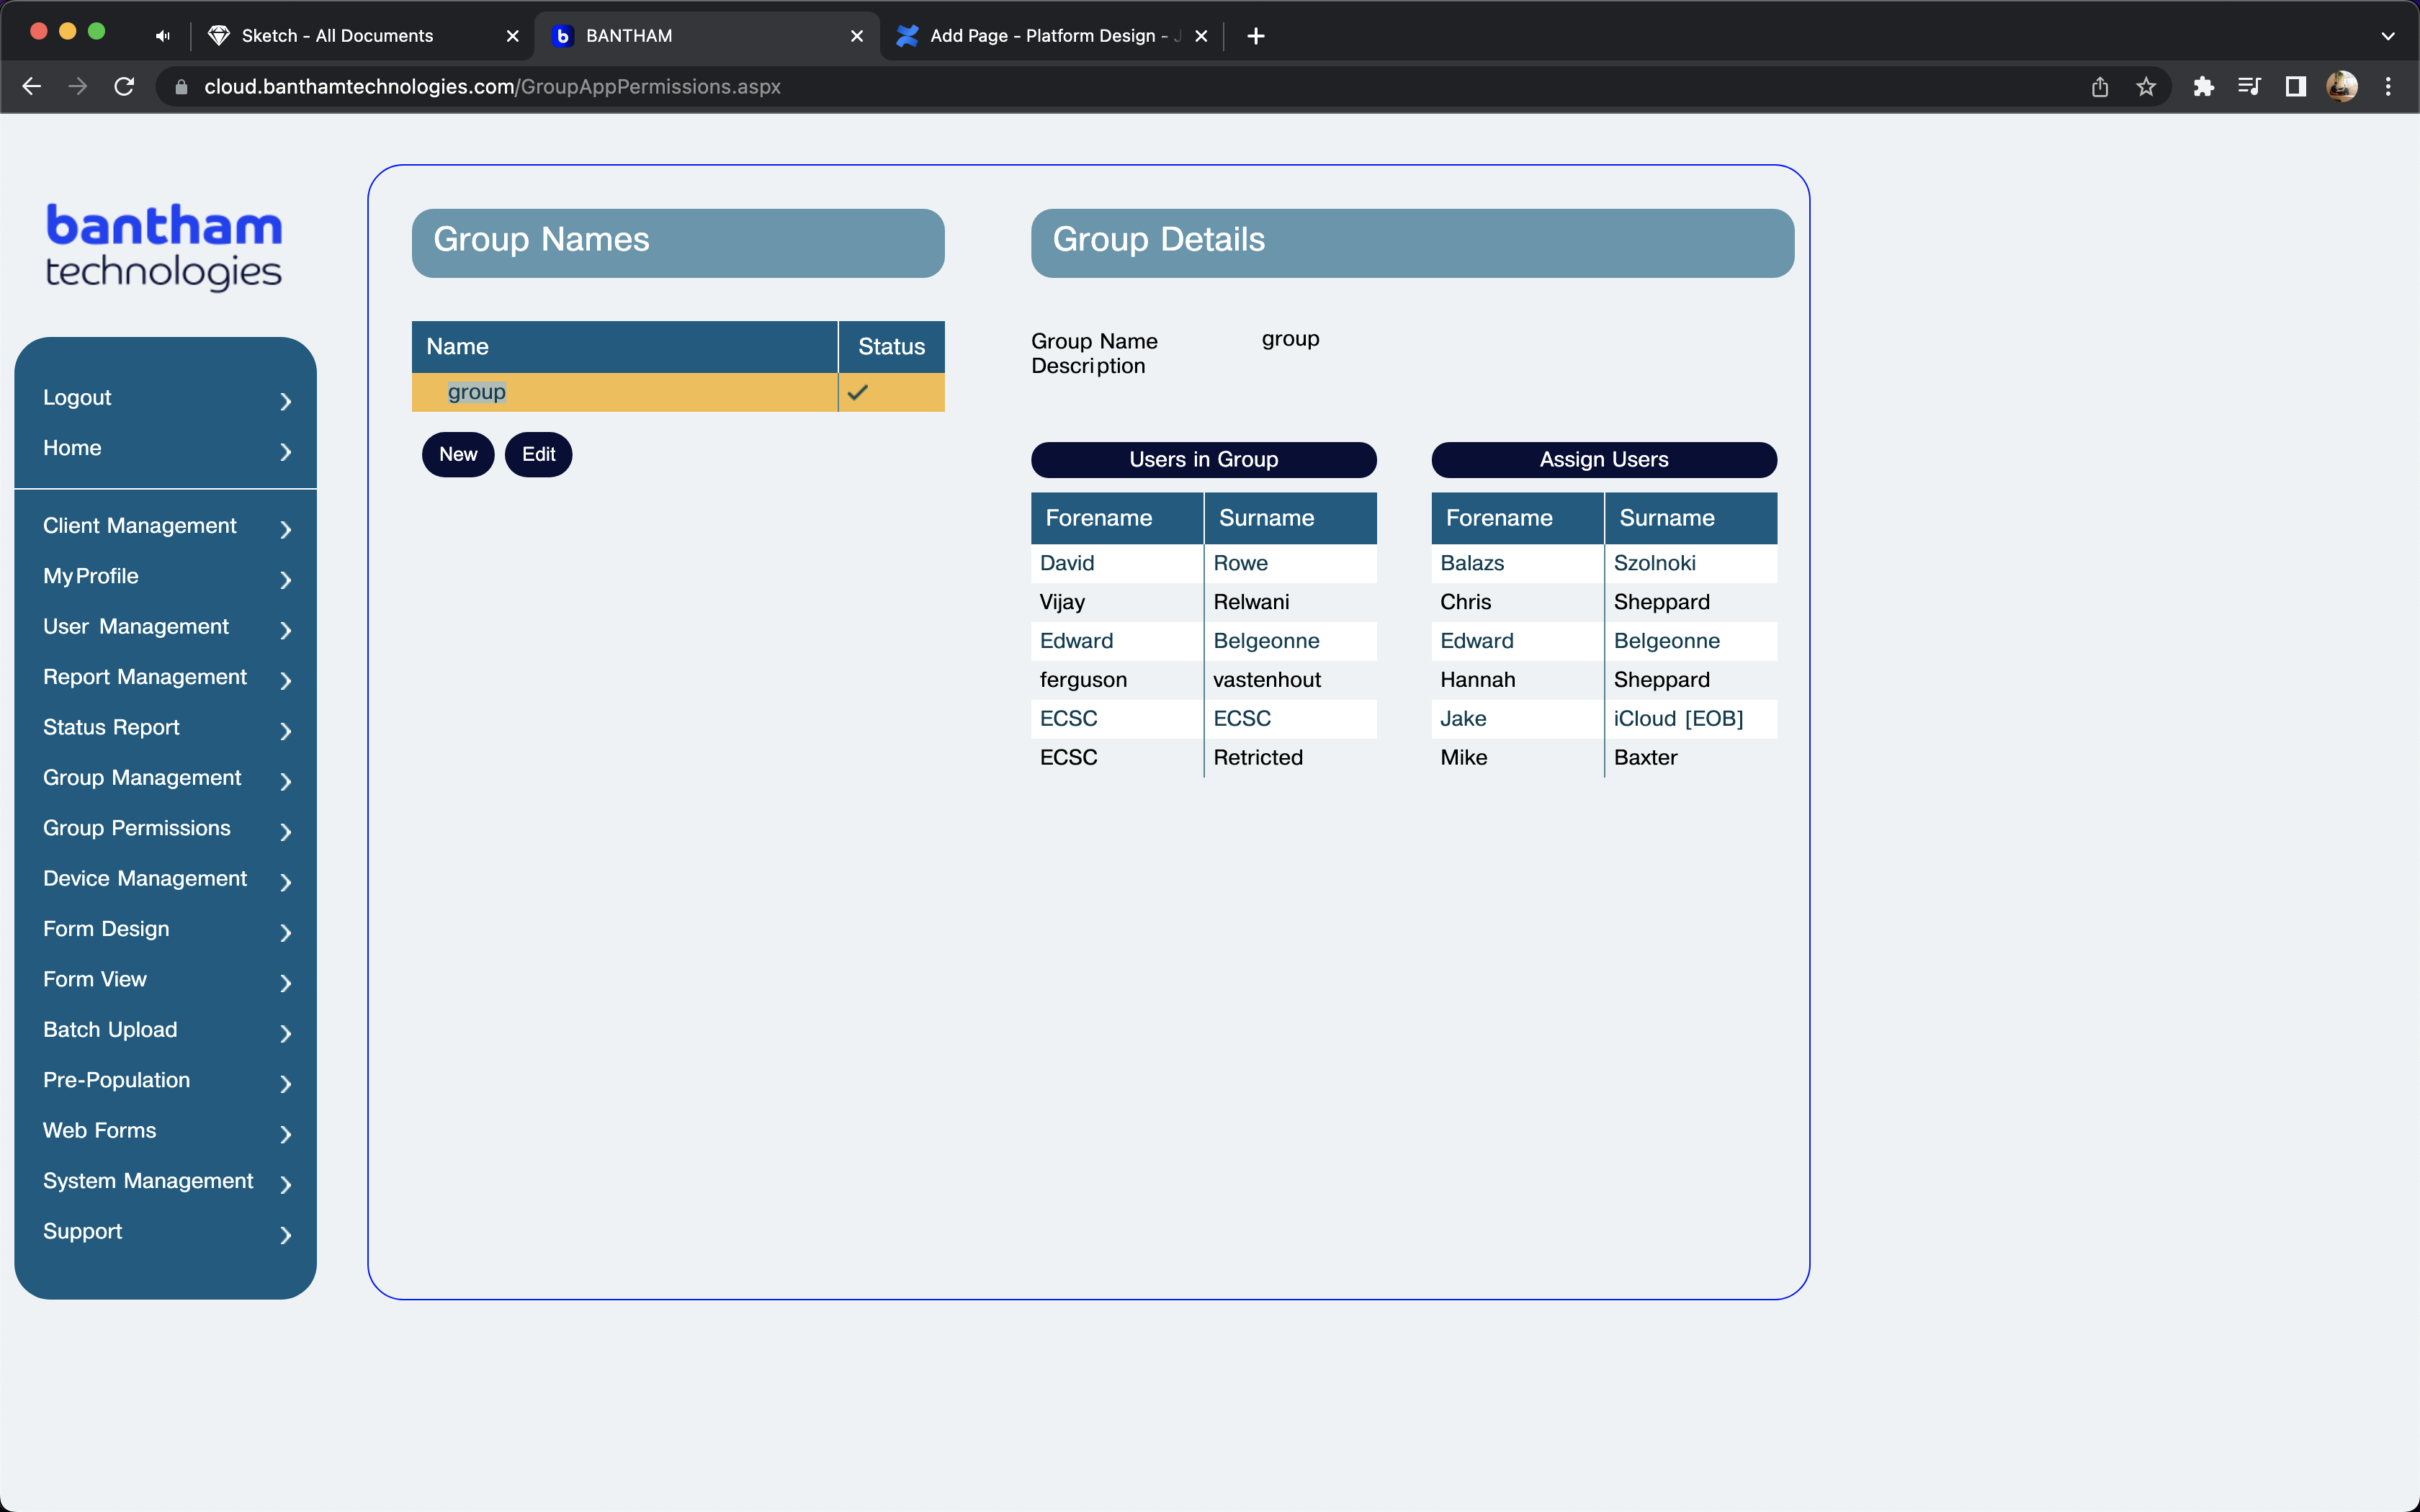 Sketch - All Documents
BANTHAM
Add Page - Platform Design -
cloud.banthamtechnologies.com/GroupAppPermissions.aspx
bantham
technologies
Logout
Home
Client Management
My Profile
User Management
Report Management
Status Report
Group Management
Group Permissions
Device Management
Form Design
Form View
Batch Upload
Pre-Population
Web Forms
System Management
Support
Group Names
Name Status
group
New Edit
Group Details
Group Name group
Description
Users in Group
Forename Surname
David Rowe
Vijay Relwani
Edward Belgeonne
ferguson vastenhout
ECSC ECSC
ECSC Retricted
Assign Users
Forename Surname
Balazs Szolnoki
Chris Sheppard
Edward Belgeonne
Hannah Sheppard
Jake iCloud [EOB]
Mike Baxter